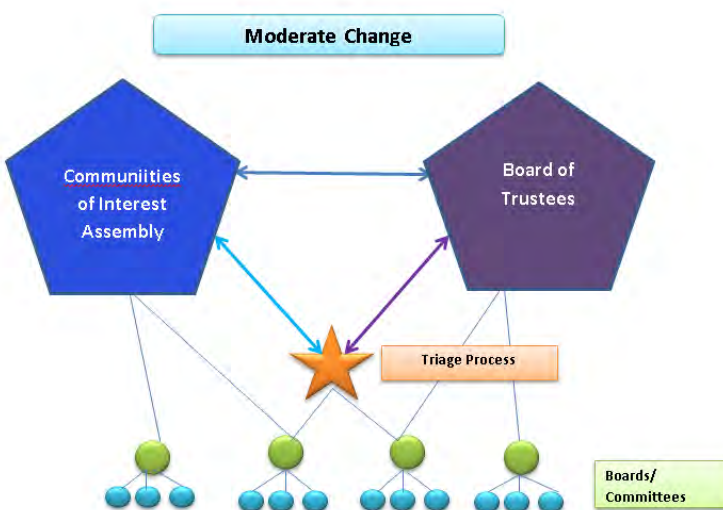 Moderate Change
Communiities
of Interest
Assembly
Board of
Trustees
Triage Process
Boards/
Committees